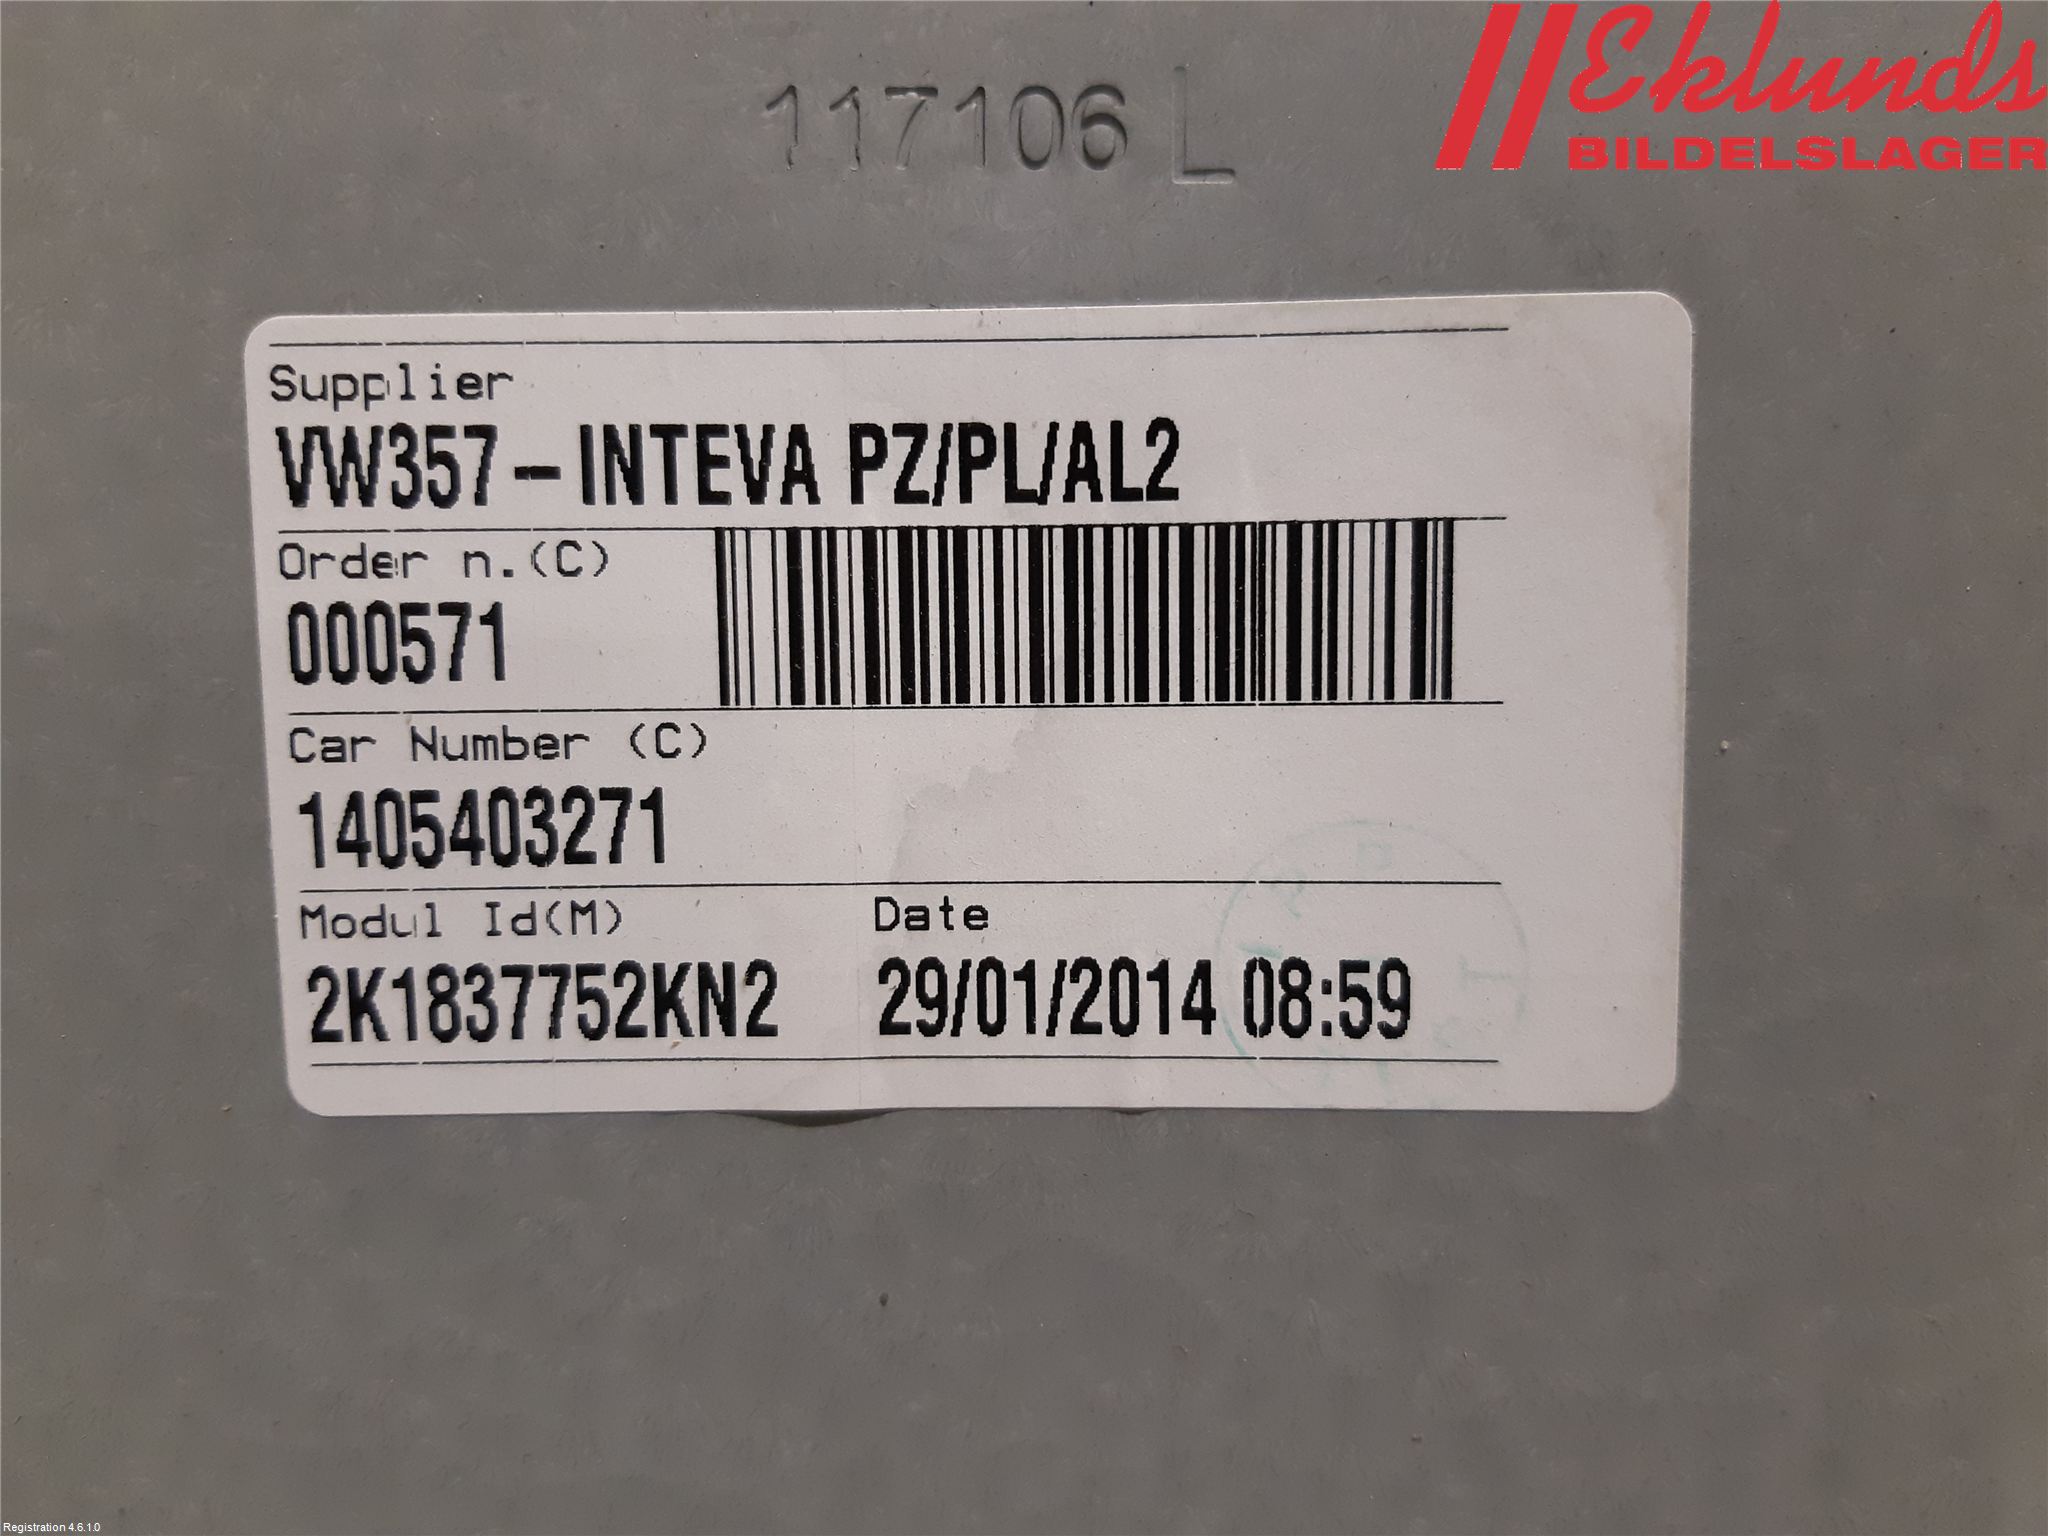 Eklunds
BILDELSLAGER
117106 L
Supplier
VW357-INTEVA PZ/PL/AL2
Order n.(C)
000571
Car Number (C)
1405403271
Modul Id(M) Date
2K1837752KN2 29/01/2014 08:59
Registration 4.6.1.0